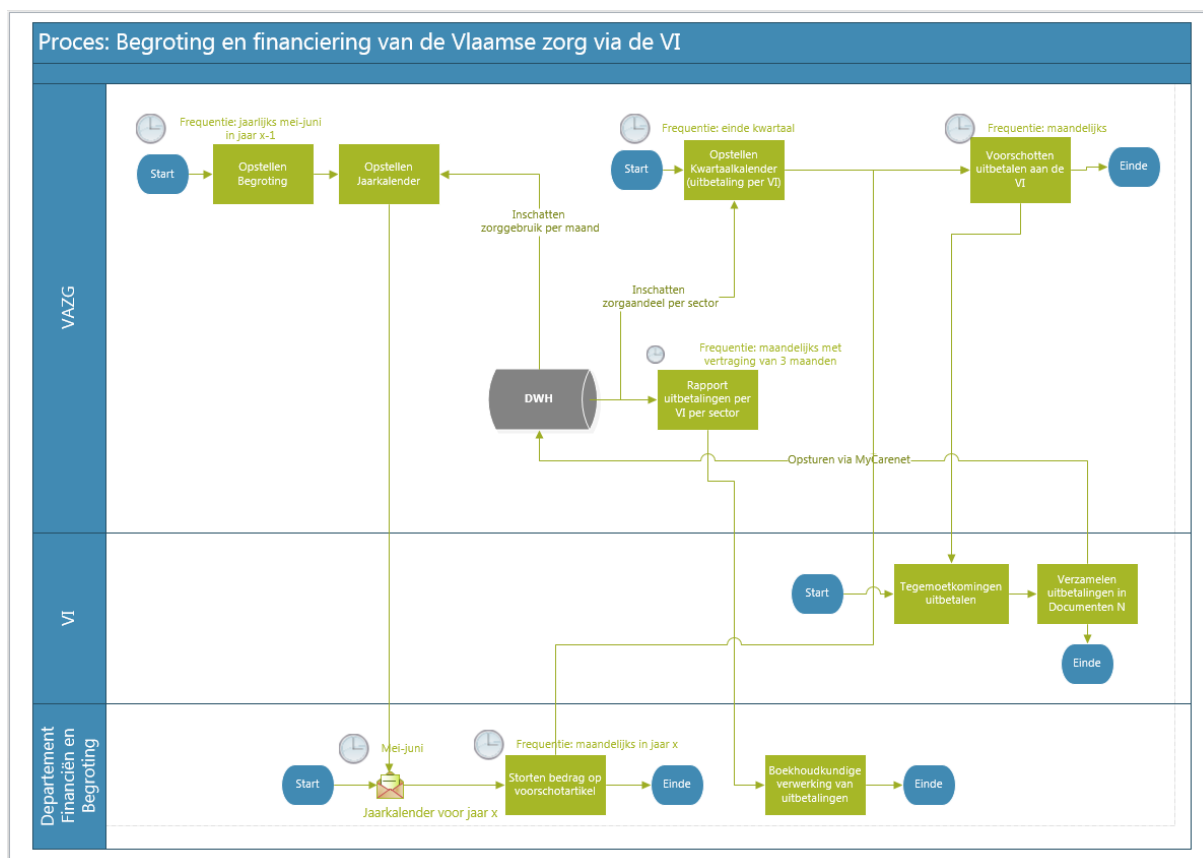 Proces: Begroting en financiering van de Vlaamse zorg via de VI
VAZG
Frequentie: jaarlijks mei-juni
in jaar x-1
Start
Opstellen
Begroting
Opstellen
Jaarkalender
Frequentie: einde kwartaal
Start
Opstellen
Kwartaalkalender
(uitbetaling per VI)
Frequentie: maandelijks
Voorschotten
uitbetalen aan de
VI
Einde
Inschatten
zorggebruik per maand
Inschatten
zorgaandeel per sector
Frequentie: maandelijks met
vertraging van 3 maanden
DWH
Rapport
uitbetalingen per
VI per sector
Opsturen via MyCarenet
VI
Start
Tegemoetkomingen
uitbetalen
Verzamelen
uitbetalingen in
Documenten N
Einde
Departement
Financiën en
Begroting
Mei-juni
Start
Jaarkalender voor jaar x
Frequentie: maandelijks in jaar x
Storten bedrag op
voorschotartikel
Einde
Boekhoudkundige
verwerking van
uitbetalingen
Einde